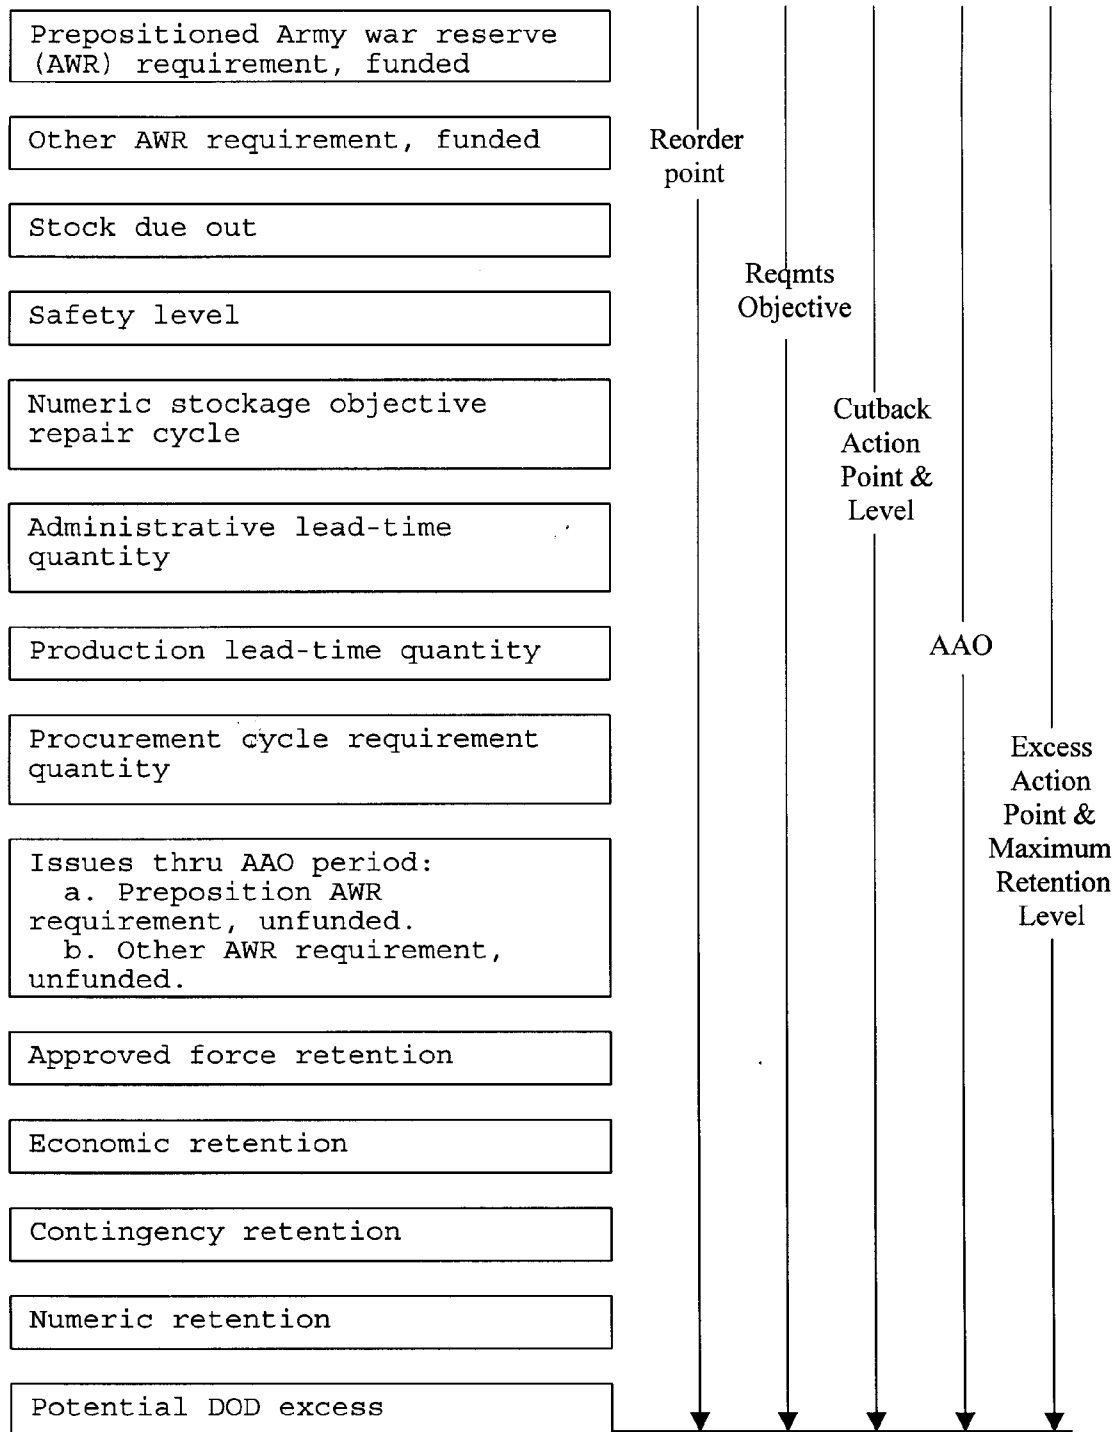 Prepositioned Army war reserve
(AWR) requirement, funded
Other AWR requirement, funded
Stock due out
Safety level
Numeric stockage objective
repair cycle
Administrative lead-time
quantity
Production lead-time quantity
Procurement cycle requirement
quantity
Issues thru AAO period:
a. Preposition AWR
requirement, unfunded.
b. Other AWR requirement,
unfunded.
Approved force retention
Economic retention
Contingency retention
Numeric retention
Potential DOD excess
Reorder
point
Reqmts
Objective
Cutback
Action
Point &
Level
AAO
Excess
Action
Point &
Maximum
Retention
Level